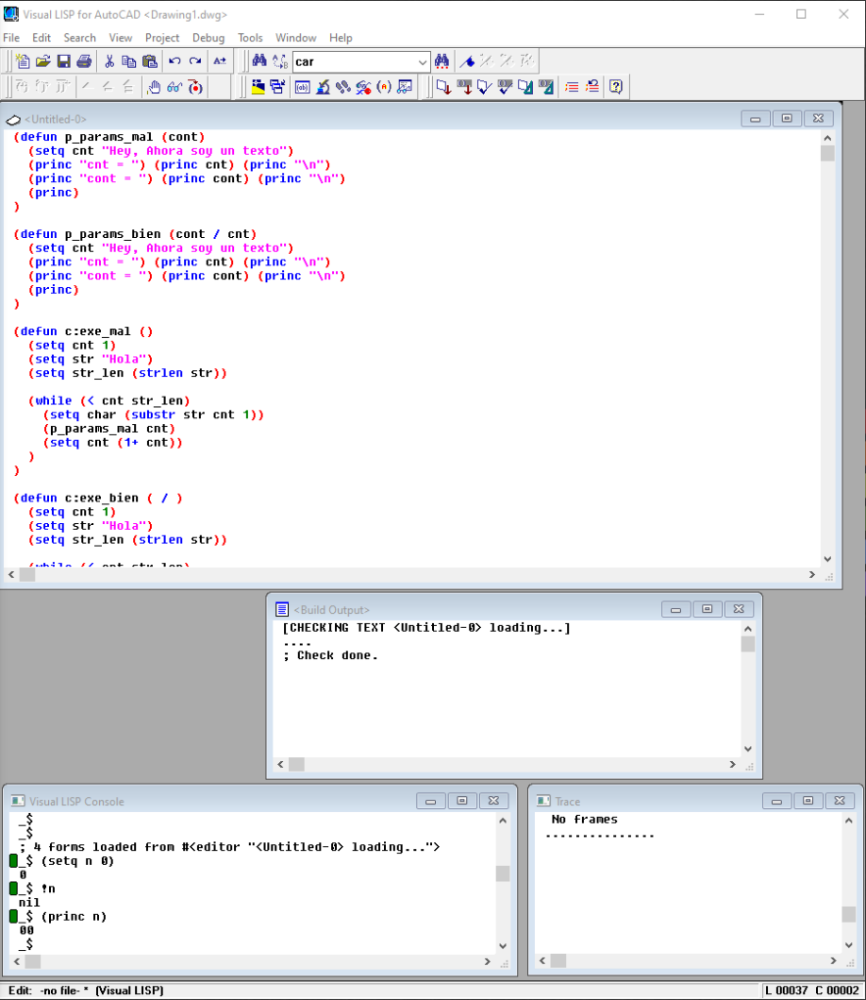 Visual LISP for AutoCAD <Drawing1.dwg>
File Edit Search View Project Debug Tools Window Help
car
<Untitled-0>
(defun p_params_mal (cont)
(setq cnt "Hey, Ahora soy un texto")
(princ "cnt = ") (princ cnt) (princ "\n")
(princ "cont = ") (princ cont) (princ "\n")
(princ)
)
(defun p_params_bien (cont / cnt)
(setq cnt "Hey, Ahora soy un texto")
(princ "cnt = ") (princ cnt) (princ "\n")
(princ "cont = ") (princ cont) (princ "\n")
(princ)
)
(defun c:exe_mal ()
(setq cnt 1)
(setq str "Hola")
(setq str_len (strlen str))
(while (< cnt str_len)
(setq char (substr str cnt 1))
(p_params_mal cnt)
(setq cnt (1+ cnt))
)
)
(defun c:exe_bien ( / )
(setq cnt 1)
(setq str "Hola")
(setq str_len (strlen str))
(while (< cnt str_len)
<Build Output>
[CHECKING TEXT <Untitled-0> loading...]
....
; Check done.
Visual LISP Console
_$
_$
; 4 forms loaded from #<editor "<Untitled-0> loading...">
_$ (setq n 0)
0
_$ !n
nil
_$ (princ n)
00
_$
Trace
No frames
...............
Edit: -no file- * (Visual LISP)
L 00037 C 00002